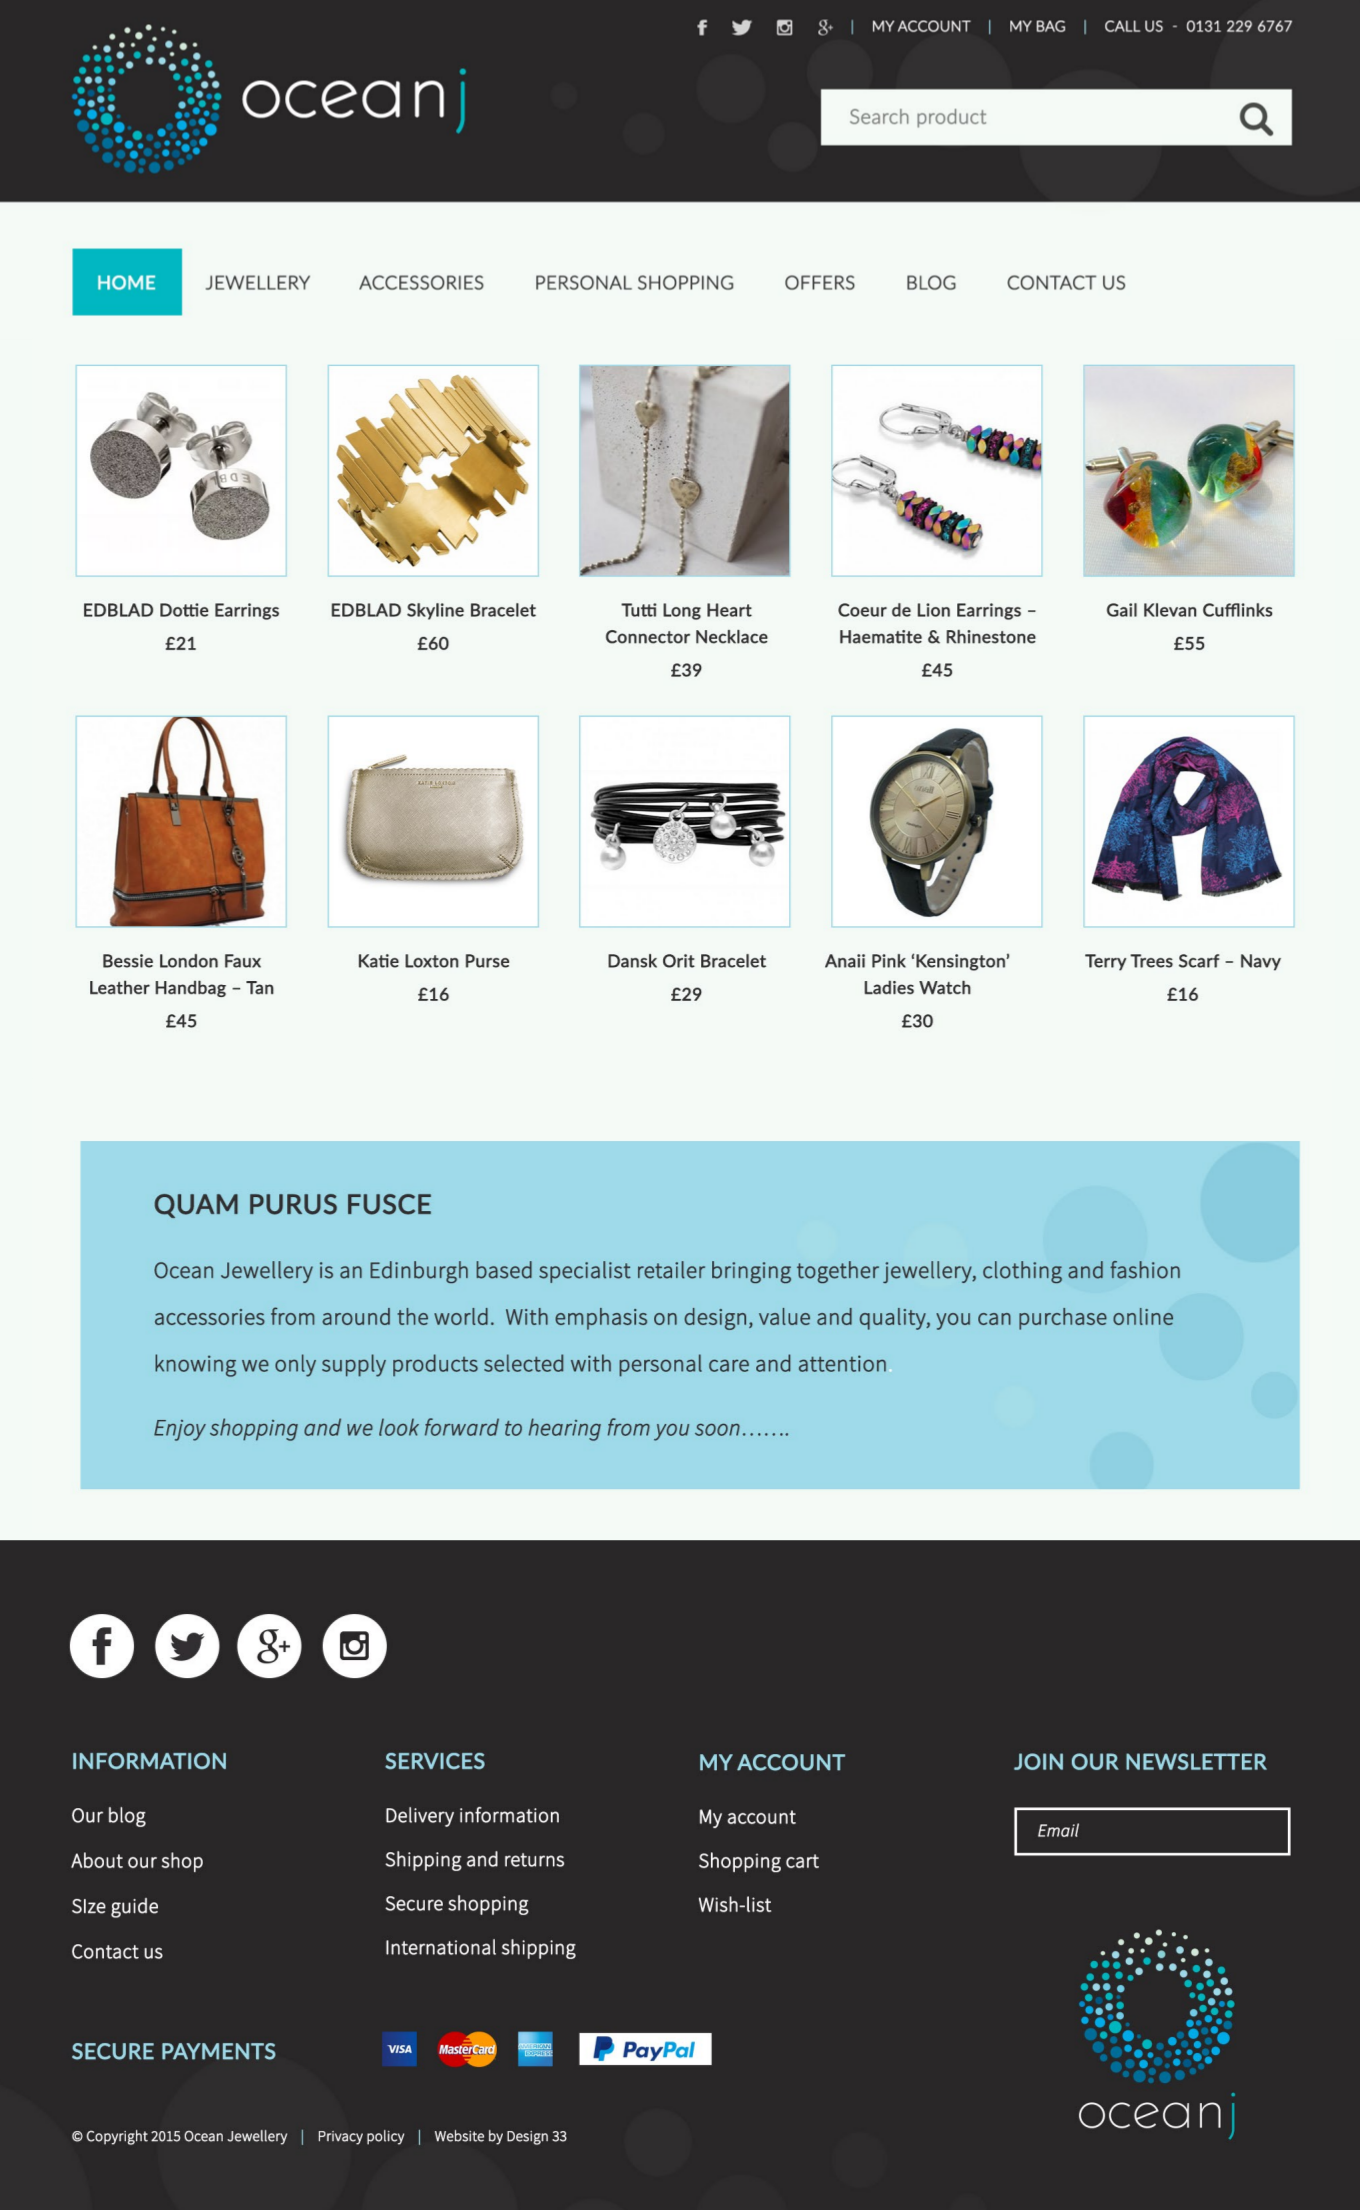 MY ACCOUNT | MY BAG | CALL US - 0131 229 6767
oceanj
Search product
HOME JEWELLERY ACCESSORIES PERSONAL SHOPPING OFFERS BLOG CONTACT US
EDBLAD Dottie Earrings
£21
EDBLAD Skyline Bracelet
£60
Tutti Long Heart
Connector Necklace
£39
Coeur de Lion Earrings –
Haematite & Rhinestone
£45
Gail Klevan Cufflinks
£55
KATIE LOXTON
Bessie London Faux
Leather Handbag – Tan
£45
Katie Loxton Purse
£16
Dansk Orit Bracelet
£29
Anaii Pink ‘Kensington’
Ladies Watch
£30
Terry Trees Scarf – Navy
£16
QUAM PURUS FUSCE
Ocean Jewellery is an Edinburgh based specialist retailer bringing together jewellery, clothing and fashion
accessories from around the world. With emphasis on design, value and quality, you can purchase online
knowing we only supply products selected with personal care and attention.
Enjoy shopping and we look forward to hearing from you soon.......
INFORMATION
Our blog
About our shop
SIze guide
Contact us
SERVICES
Delivery information
Shipping and returns
Secure shopping
International shipping
MY ACCOUNT
My account
Shopping cart
Wish-list
JOIN OUR NEWSLETTER
Email
SECURE PAYMENTS
VISA MasterCard AMERICAN EXPRESS PayPal
oceanj
© Copyright 2015 Ocean Jewellery | Privacy policy | Website by Design 33